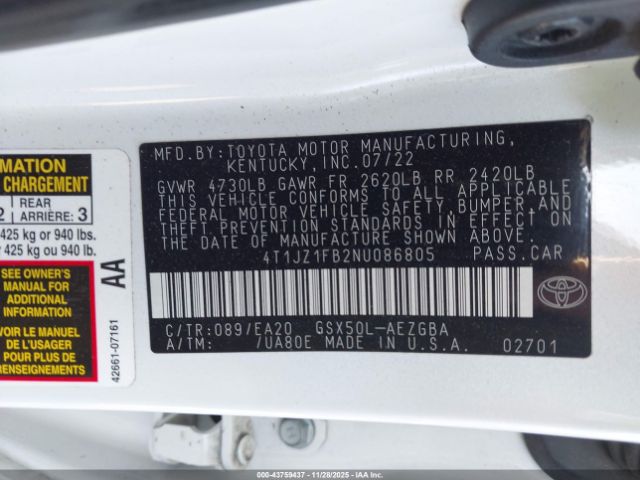 MFD.BY:TOYOTA MOTOR MANUFACTURING,
KENTUCKY, INC.07/22
GVWR 4730LB GAWR FR 2620LB RR 2420LB
THIS VEHICLE CONFORMS TO ALL APPLICABLE
FEDERAL MOTOR VEHICLE SAFETY, BUMPER, AND
THEFT PREVENTION STANDARDS IN EFFECT ON
THE DATE OF MANUFACTURE SHOWN ABOVE.
4T1JZ1FB2NU086805 PASS.CAR
C/TR:089/EA20 GSX50L-AEZGBA
A/TM: /UA80E MADE IN U.S.A. 02701
MATION
CHARGEMENT
2 REAR
ARRIÈRE: 3
425 kg or 940 lbs.
425 kg ou 940 lb.
SEE OWNER'S
MANUAL FOR
ADDITIONAL
INFORMATION
VOIR LE MANUEL
DE L'USAGER
POUR PLUS DE
RENSEIGNEMENTS
AA
42661-07161
000-43759437 - 11/28/2025 - IAAI.CA